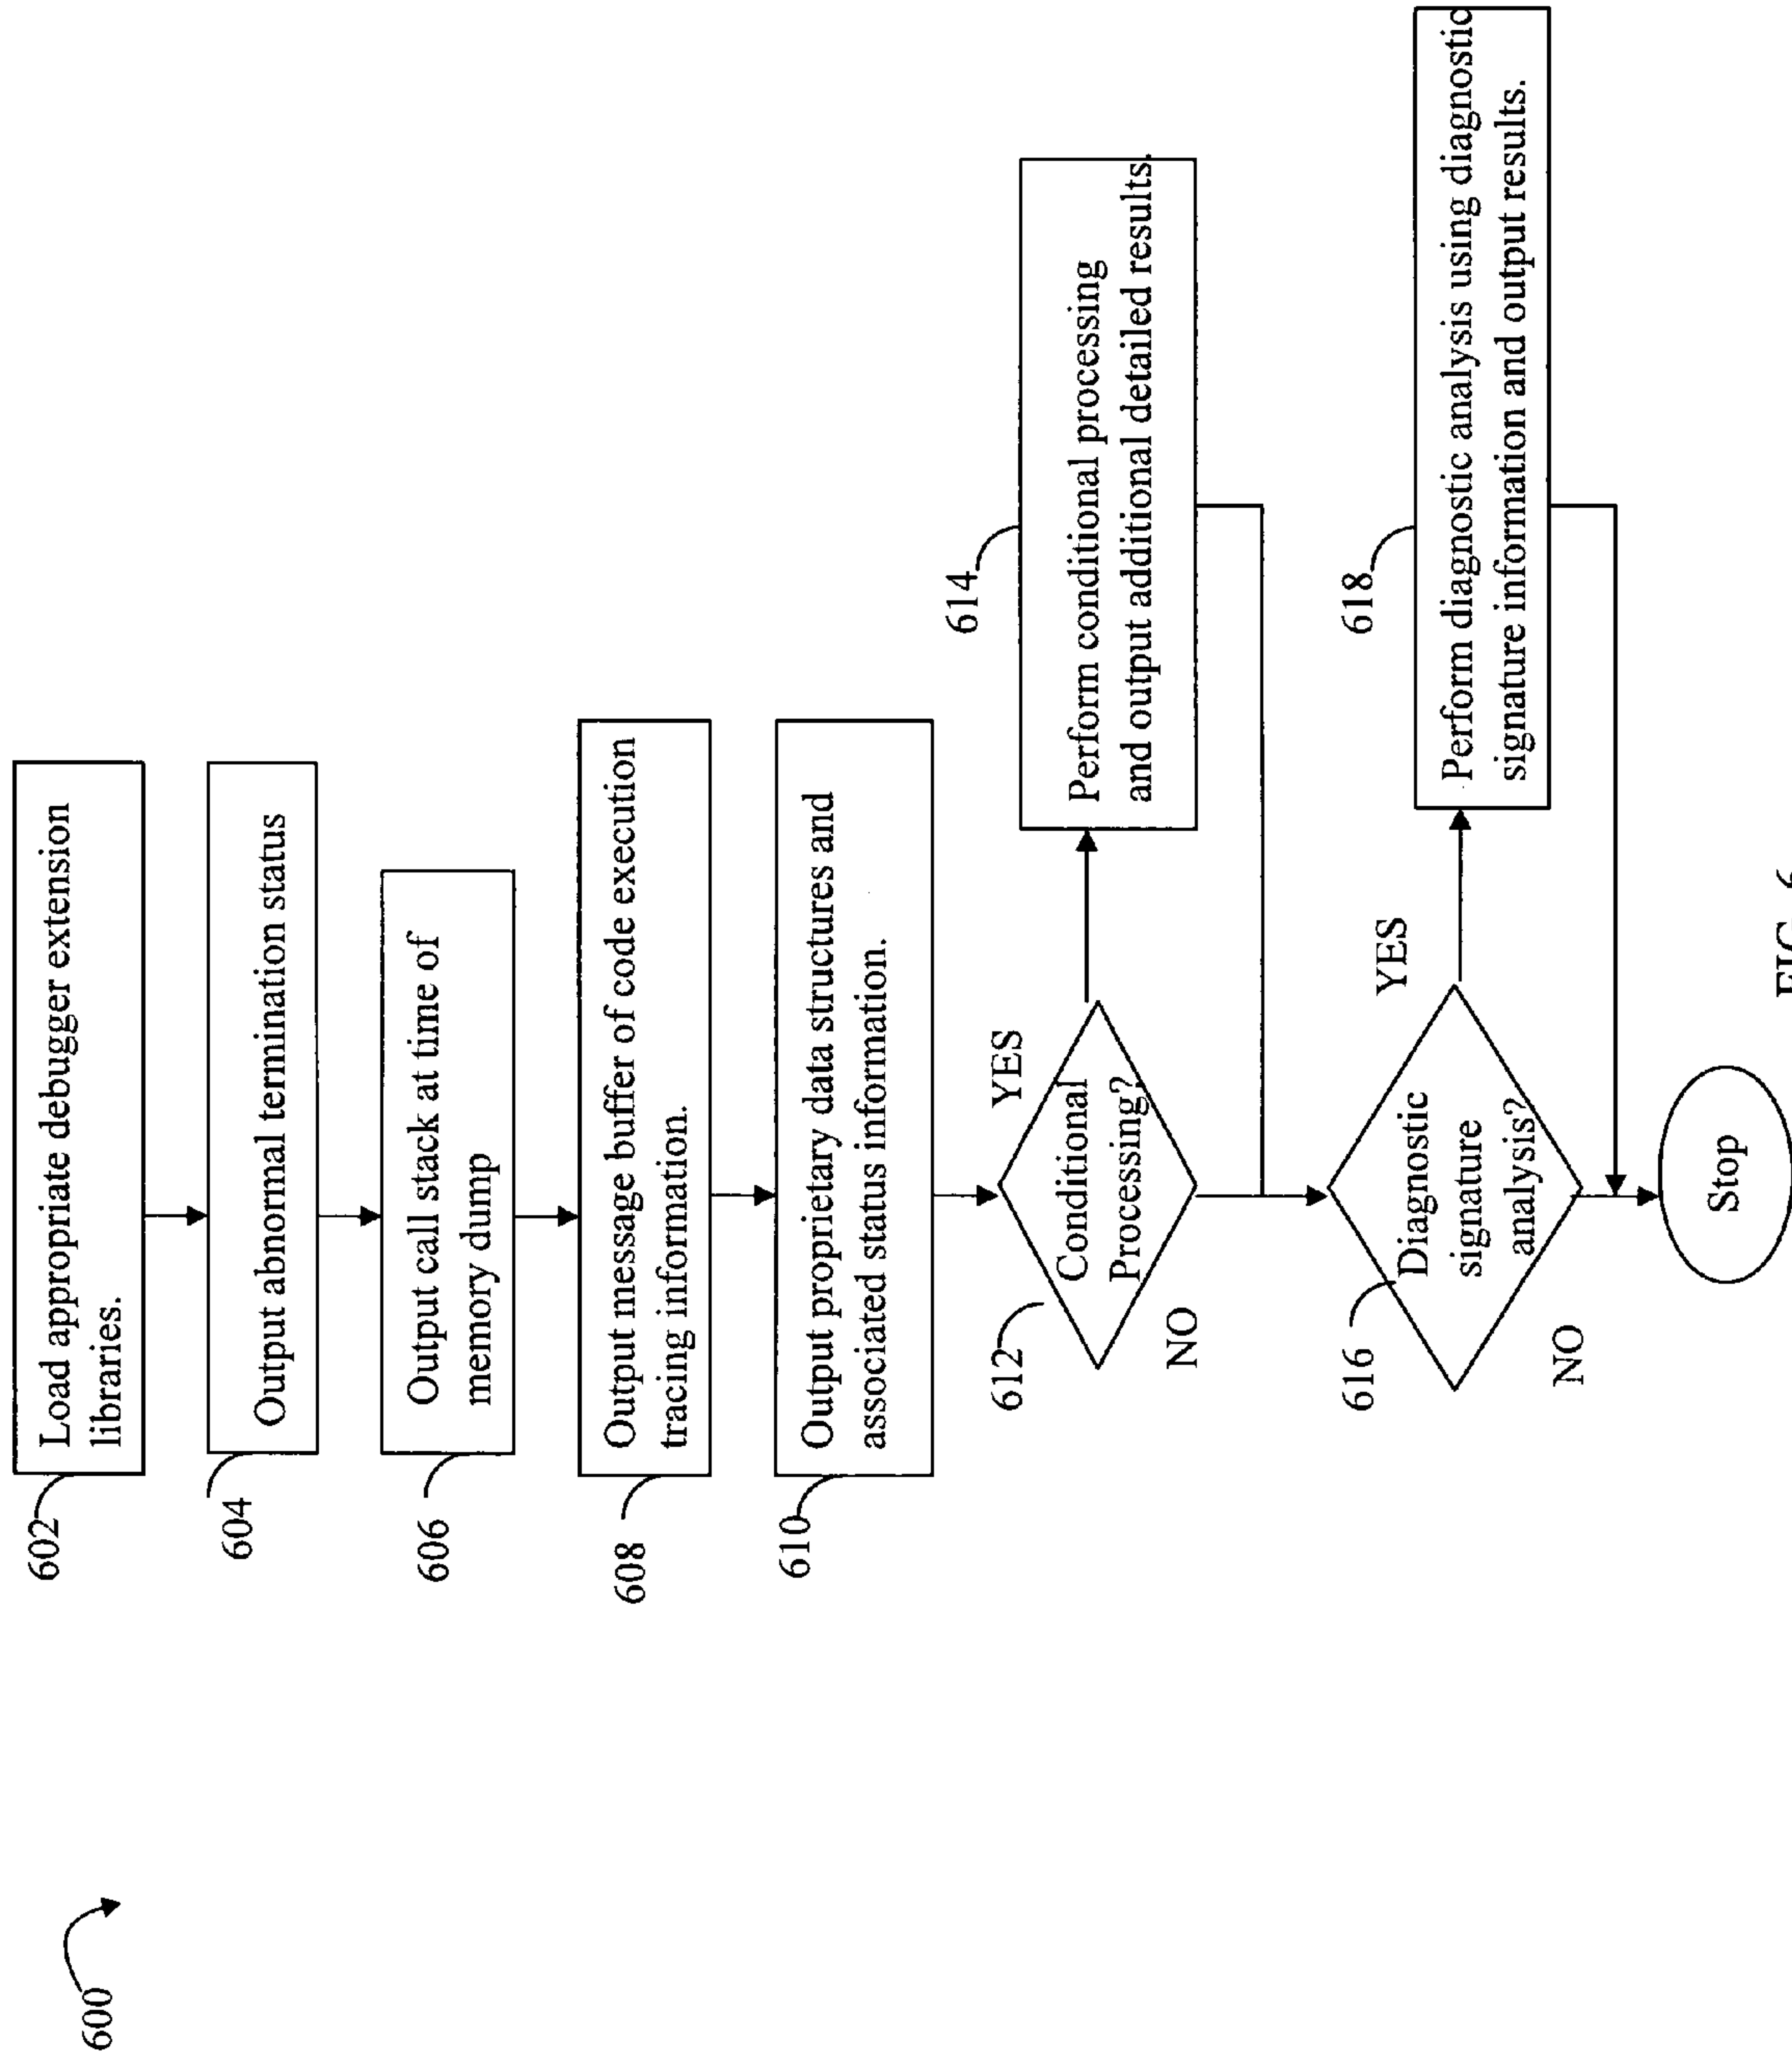 600
602
Load appropriate debugger extension
libraries.
604
Output abnormal termination status
606
Output call stack at time of
memory dump
608
Output message buffer of code execution
tracing information.
610
Output proprietary data structures and
associated status information.
612
Conditional
Processing?
YES
NO
614
Perform conditional processing
and output additional detailed results.
616
Diagnostic
signature
analysis?
YES
NO
618
Perform diagnostic analysis using diagnostic
signature information and output results.
Stop
FIG. 6